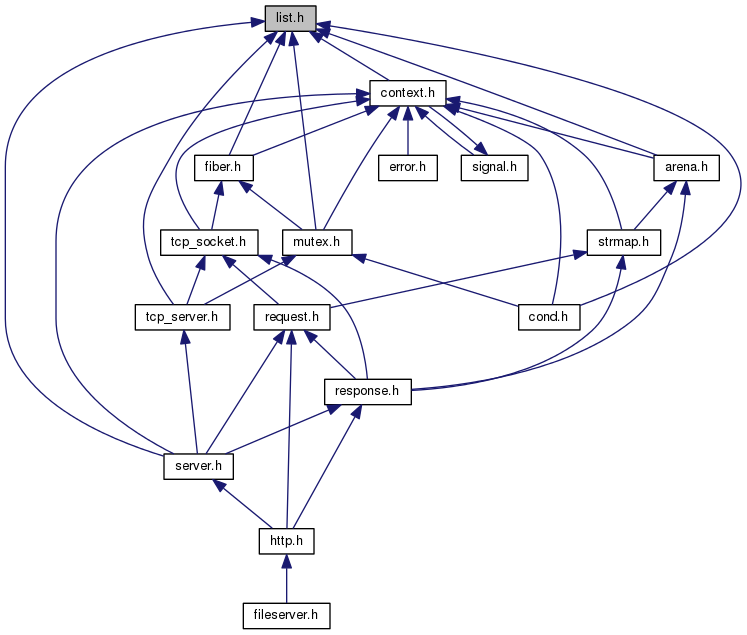 list.h
context.h
fiber.h
error.h
signal.h
arena.h
tcp_socket.h
mutex.h
strmap.h
tcp_server.h
request.h
cond.h
response.h
server.h
http.h
fileserver.h